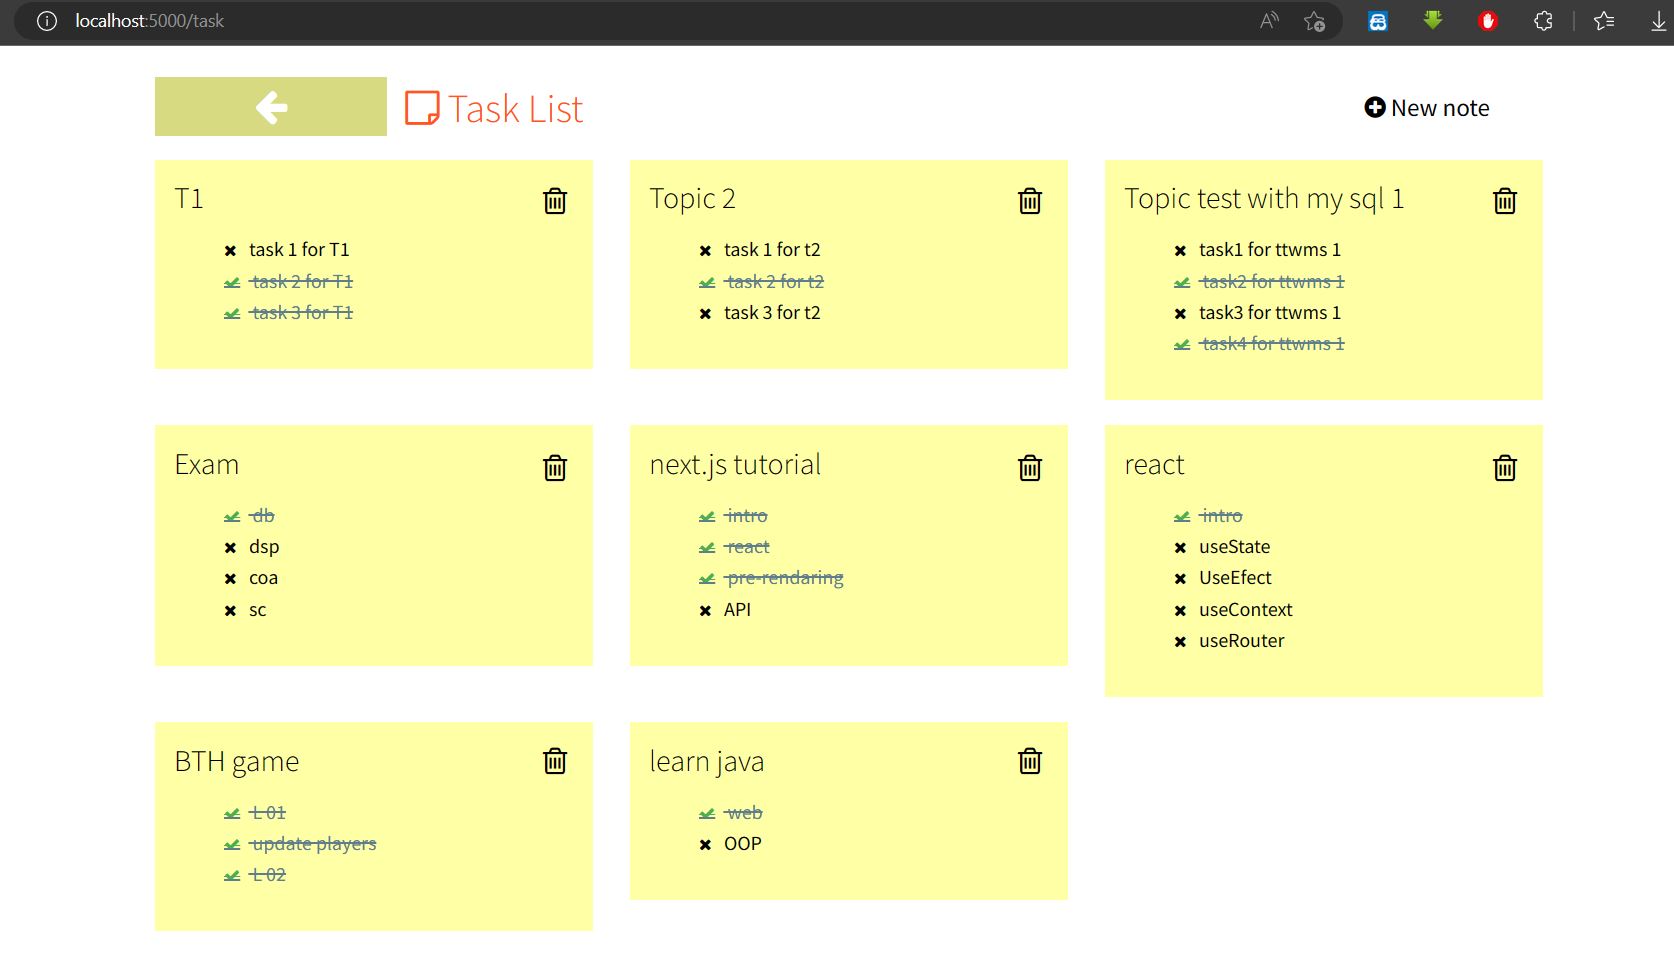 localhost:5000/task
Task List
New note
T1
task 1 for T1
task 2 for T1
task 3 for T1
Topic 2
task 1 for t2
task 2 for t2
task 3 for t2
Topic test with my sql 1
task1 for ttwms 1
task2 for ttwms 1
task3 for ttwms 1
task4 for ttwms 1
Exam
db
dsp
coa
sc
next.js tutorial
intro
react
pre-rendaring
API
react
intro
useState
UseEfect
useContext
useRouter
BTH game
L 01
update players
L 02
learn java
web
OOP